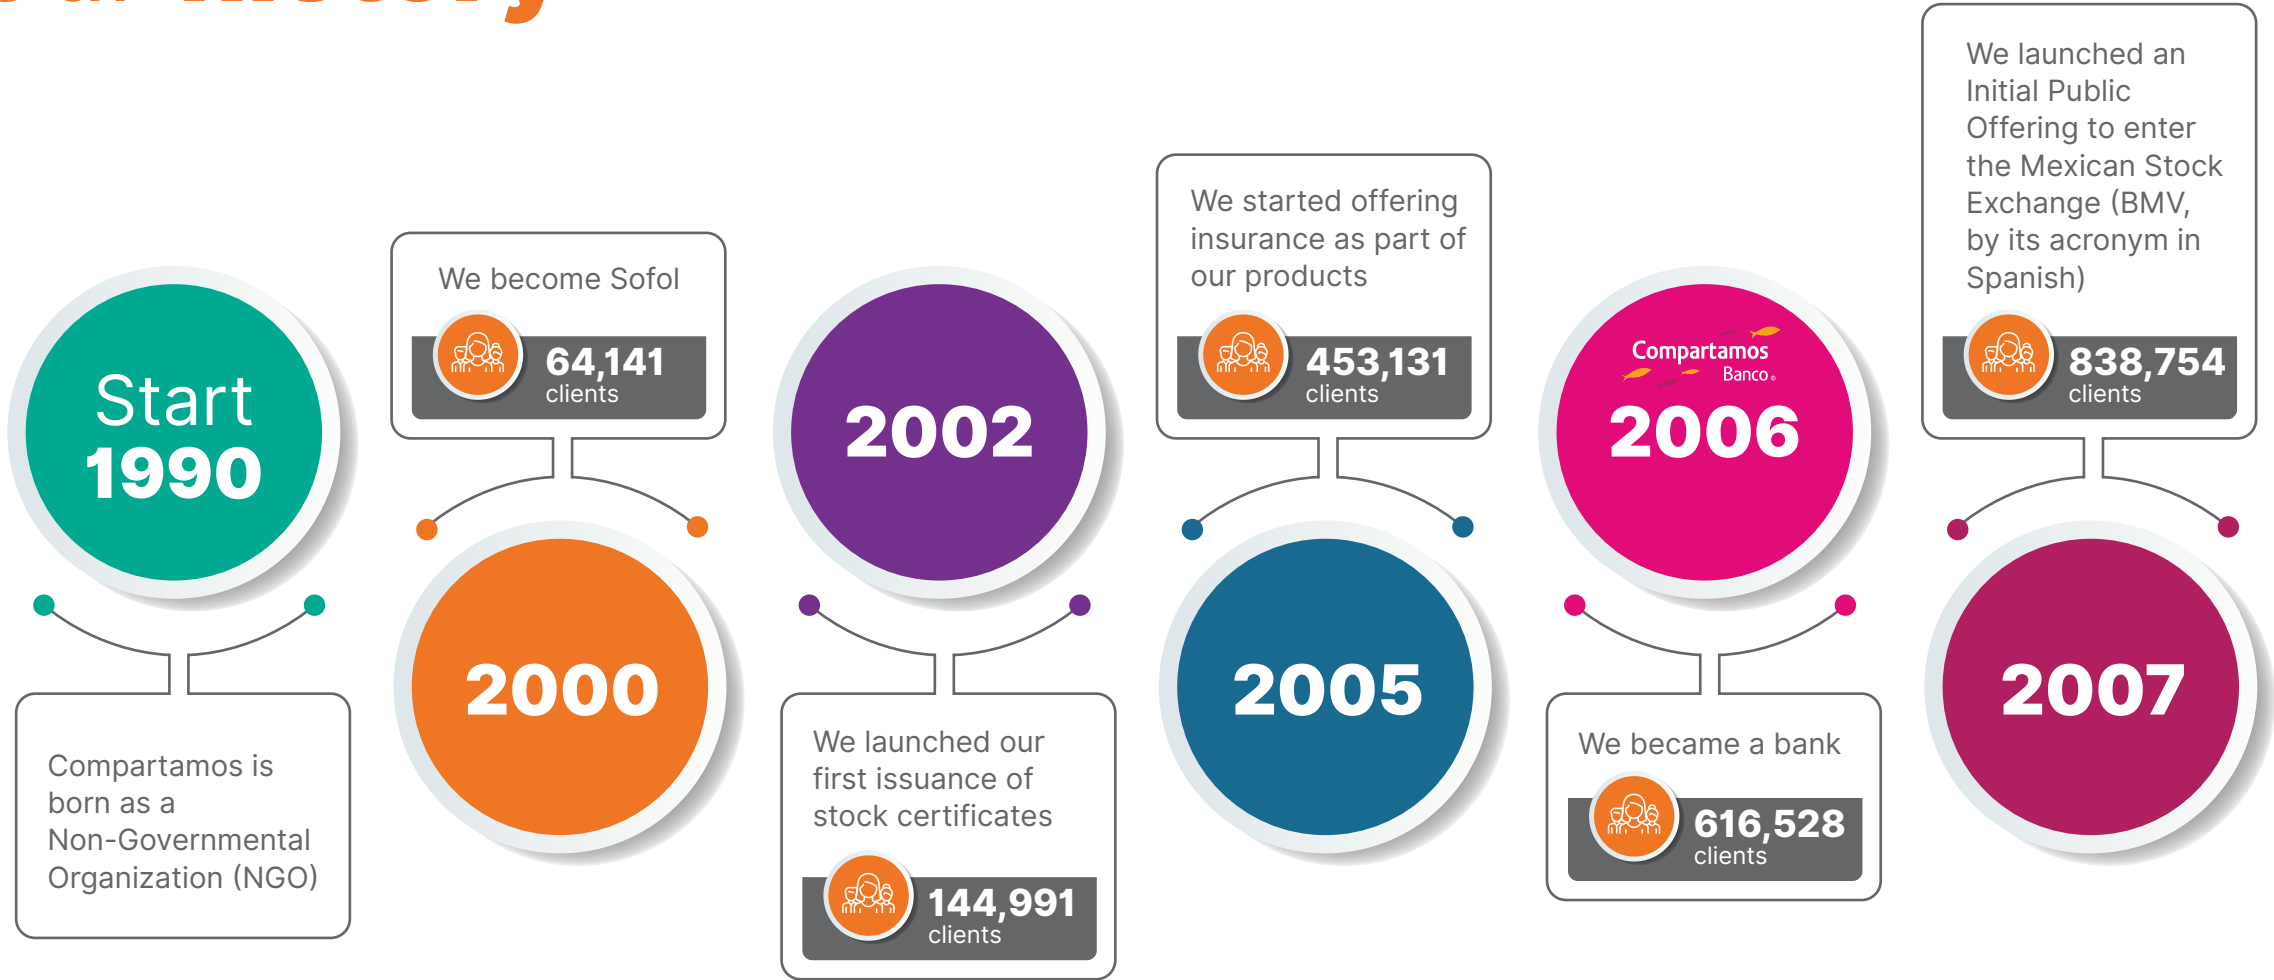 Start
1990
Compartamos is
born as a
Non-Governmental
Organization (NGO)
We become Sofol
64,141
clients
2000
2002
We launched our
first issuance of
stock certificates
144,991
clients
We started offering
insurance as part of
our products
453,131
clients
2005
Compartamos
Banco®
2006
We became a bank
616,528
clients
We launched an
Initial Public
Offering to enter
the Mexican Stock
Exchange (BMV,
by its acronym in
Spanish)
838,754
clients
2007